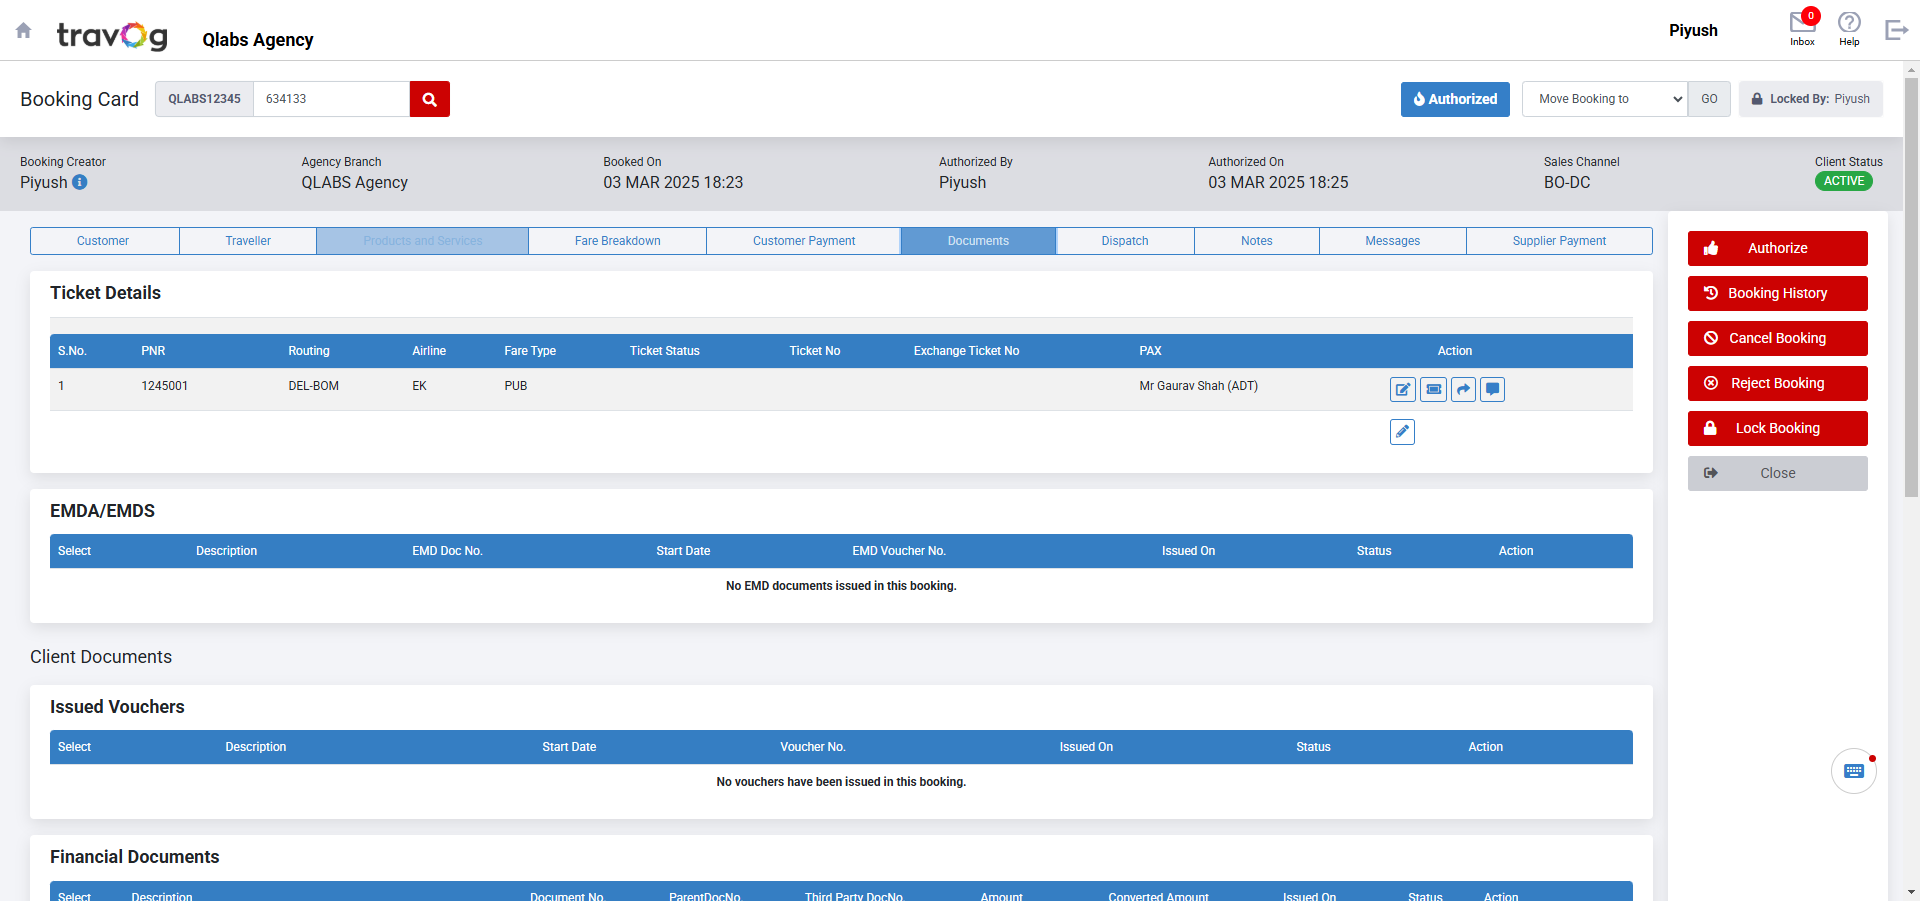 travog
Qlabs Agency
Piyush
0
Inbox
Help
Booking Card
QLABS12345
634133
Authorized
Move Booking to
GO
Locked By: Piyush
Booking Creator
Piyush
Agency Branch
QLABS Agency
Booked On
03 MAR 2025 18:23
Authorized By
Piyush
Authorized On
03 MAR 2025 18:25
Sales Channel
BO-DC
Client Status
ACTIVE
Customer
Traveller
Products and Services
Fare Breakdown
Customer Payment
Documents
Dispatch
Notes
Messages
Supplier Payment
Authorize
Booking History
Cancel Booking
Reject Booking
Lock Booking
Close
Ticket Details
S.No. PNR Routing Airline Fare Type Ticket Status Ticket No Exchange Ticket No PAX Action
1 1245001 DEL-BOM EK PUB Mr Gaurav Shah (ADT)
EMDA/EMDS
Select Description EMD Doc No. Start Date EMD Voucher No. Issued On Status Action
No EMD documents issued in this booking.
Client Documents
Issued Vouchers
Select Description Start Date Voucher No. Issued On Status Action
No vouchers have been issued in this booking.
Financial Documents
Select Description Document No. ParentDocNo. Third Party DocNo. Amount Converted Amount Issued On Status Action